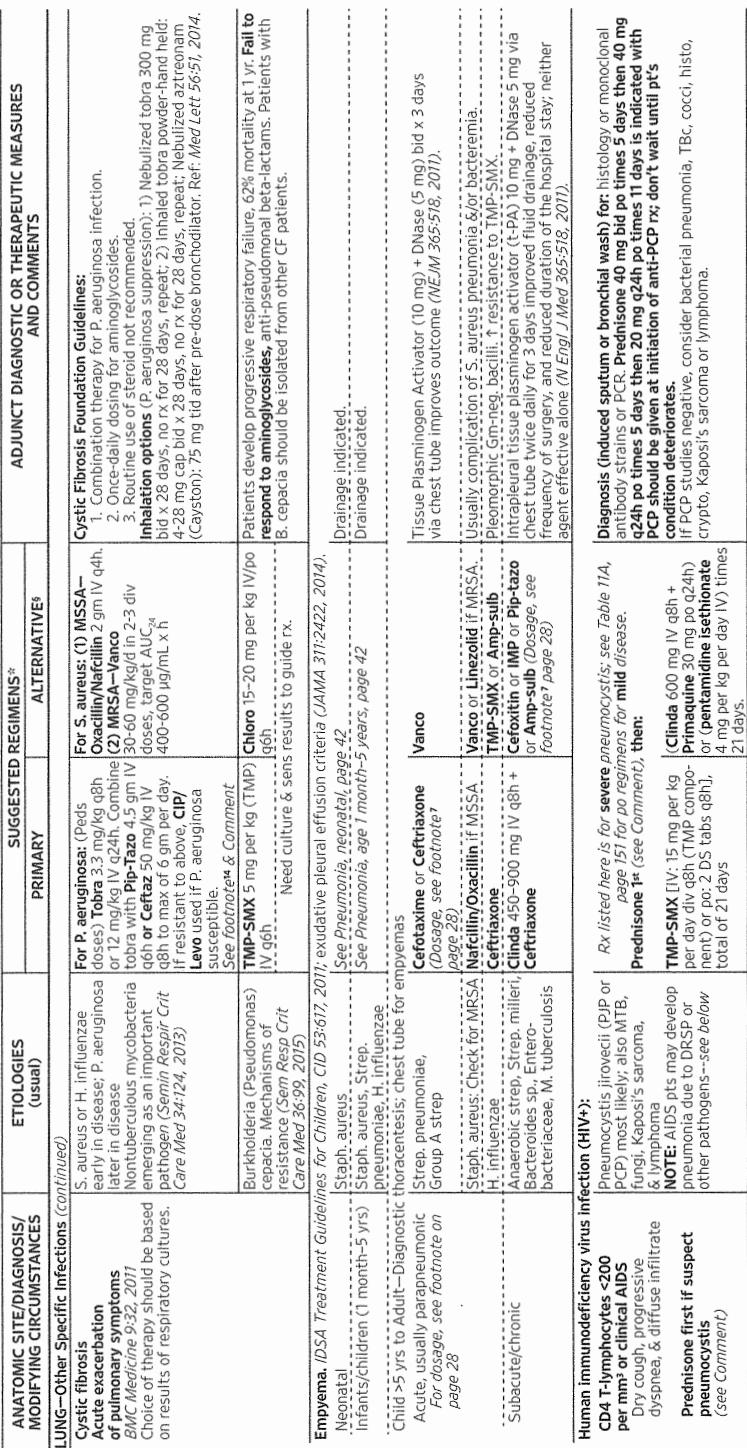 ANATOMIC SITE/DIAGNOSIS/
MODIFYING CIRCUMSTANCES
ETIOLOGIES
(usual)
SUGGESTED REGIMENS*
PRIMARY
ALTERNATIVE§
ADJUNCT DIAGNOSTIC OR THERAPEUTIC MEASURES
AND COMMENTS
LUNG—Other Specific Infections (continued)
Cystic fibrosis
Acute exacerbation
of pulmonary symptoms
BMC Medicine 9:32, 2011
Choice of therapy should be based
on results of respiratory cultures.
S. aureus or H. influenzae
early in disease; P. aeruginosa
later in disease
Nontuberculous mycobacteria
emerging as an important
pathogen (Semin Respir Crit
Care Med 34:124, 2013)
For P. aeruginosa: (Peds
doses) Tobra 3.3 mg/kg q8h
or 12 mg/kg IV q24h. Combine
tobra with Pip-Tazo 4.5 gm IV
q6h or Ceftaz 50 mg/kg IV
q8h to max of 6 gm per day.
If resistant to above, CIP/
Levo used if P. aeruginosa
susceptible.
See footnote14 & Comment
For S. aureus: (1) MSSA—
Oxacillin/Nafcillin 2 gm IV q4h.
(2) MRSA—Vanco
30-60 mg/kg/d in 2-3 div
doses, target AUC24
400-600 µg/mL x h
Cystic Fibrosis Foundation Guidelines:
1. Combination therapy for P. aeruginosa infection.
2. Once-daily dosing for aminoglycosides.
3. Routine use of steroid not recommended.
Inhalation options (P. aeruginosa suppression): 1) Nebulized tobra 300 mg
bid x 28 days, no rx for 28 days, repeat; 2) Inhaled tobra powder-hand held:
4-28 mg cap bid x 28 days, no rx for 28 days, repeat; Nebulized aztreonam
(Cayston): 75 mg tid after pre-dose bronchodilator. Ref: Med Lett 56:51, 2014.
Burkholderia (Pseudomonas)
cepacia. Mechanisms of
resistance (Sem Resp Crit
Care Med 36:99, 2015)
TMP-SMX 5 mg per kg (TMP)
IV q6h
Chloro 15–20 mg per kg IV/po
q6h
Need culture & sens results to guide rx.
Patients develop progressive respiratory failure, 62% mortality at 1 yr. Fail to
respond to aminoglycosides, anti-pseudomonal beta-lactams. Patients with
B. cepacia should be isolated from other CF patients.
Empyema. IDSA Treatment Guidelines for Children, CID 53:617, 2011; exudative pleural effusion criteria (JAMA 311:2422, 2014).
Neonatal
Staph. aureus
See Pneumonia, neonatal, page 42
Drainage indicated.
Infants/children (1 month–5 yrs)
Staph. aureus, Strep.
pneumoniae, H. influenzae
See Pneumonia, age 1 month–5 years, page 42
Drainage indicated.
Child >5 yrs to Adult—Diagnostic thoracentesis; chest tube for empyemas
Acute, usually parapneumonic
For dosage, see footnote on
page 28
Strep. pneumoniae,
Group A strep
Cefotaxime or Ceftriaxone
(Dosage, see footnote7
page 28)
Vanco
Tissue Plasminogen Activator (10 mg) + DNase (5 mg) bid x 3 days
via chest tube improves outcome (NEJM 365:518, 2011).
Staph. aureus: Check for MRSA
Nafcillin/Oxacillin if MSSA
Vanco or Linezolid if MRSA.
Usually complication of S. aureus pneumonia &/or bacteremia.
H. influenzae
Ceftriaxone
TMP-SMX or Amp-sulb
Pleomorphic Gm-neg. bacilli. ↑ resistance to TMP-SMX.
Subacute/chronic
Anaerobic strep, Strep. milleri,
Bacteroides sp., Entero-
bacteriaceae, M. tuberculosis
Clinda 450–900 mg IV q8h +
Ceftriaxone
Cefoxitin or IMP or Pip-tazo
or Amp-sulb (Dosage, see
footnote7 page 28)
Intrapleural tissue plasminogen activator (t-PA) 10 mg + DNase 5 mg via
chest tube twice daily for 3 days improved fluid drainage, reduced
frequency of surgery, and reduced duration of the hospital stay; neither
agent effective alone (N Engl J Med 365:518, 2011).
Human immunodeficiency virus infection (HIV+):
CD4 T-lymphocytes <200
per mm³ or clinical AIDS
Dry cough, progressive
dyspnea, & diffuse infiltrate
Prednisone first if suspect
pneumocystis
(see Comment)
Pneumocystis jirovecii (PJP or
PCP) most likely; also MTB,
fungi, Kaposi's sarcoma,
& lymphoma
NOTE: AIDS pts may develop
pneumonia due to DRSP or
other pathogens--see below
Rx listed here is for severe pneumocystis; see Table 11A,
page 151 for po regimens for mild disease.
Prednisone 1st (see Comment), then:
TMP-SMX [IV: 15 mg per kg
per day div q8h (TMP compo-
nent) or po: 2 DS tabs q8h],
total of 21 days
(Clinda 600 mg IV q8h +
Primaquine 30 mg po q24h)
or (pentamidine isethionate
4 mg per kg per day IV) times
21 days.
Diagnosis (induced sputum or bronchial wash) for: histology or monoclonal
antibody strains or PCR. Prednisone 40 mg bid po times 5 days then 40 mg
q24h po times 5 days then 20 mg q24h po times 11 days is indicated with
PCP should be given at initiation of anti-PCP rx; don't wait until pt's
condition deteriorates.
If PCP studies negative, consider bacterial pneumonia, TBc, cocci, histo,
crypto, Kaposi's sarcoma or lymphoma.